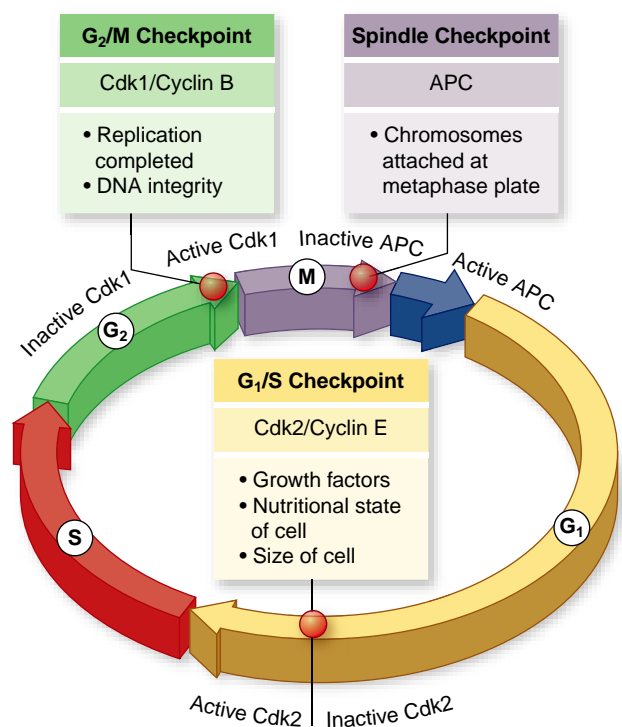 G₂/M Checkpoint
Cdk1/Cyclin B
• Replication
completed
• DNA integrity
Spindle Checkpoint
APC
• Chromosomes
attached at
metaphase plate
Inactive Cdk1
Active Cdk1
Inactive APC
Active APC
M
G₂
S
G₁
G₁/S Checkpoint
Cdk2/Cyclin E
• Growth factors
• Nutritional state
of cell
• Size of cell
Active Cdk2
Inactive Cdk2